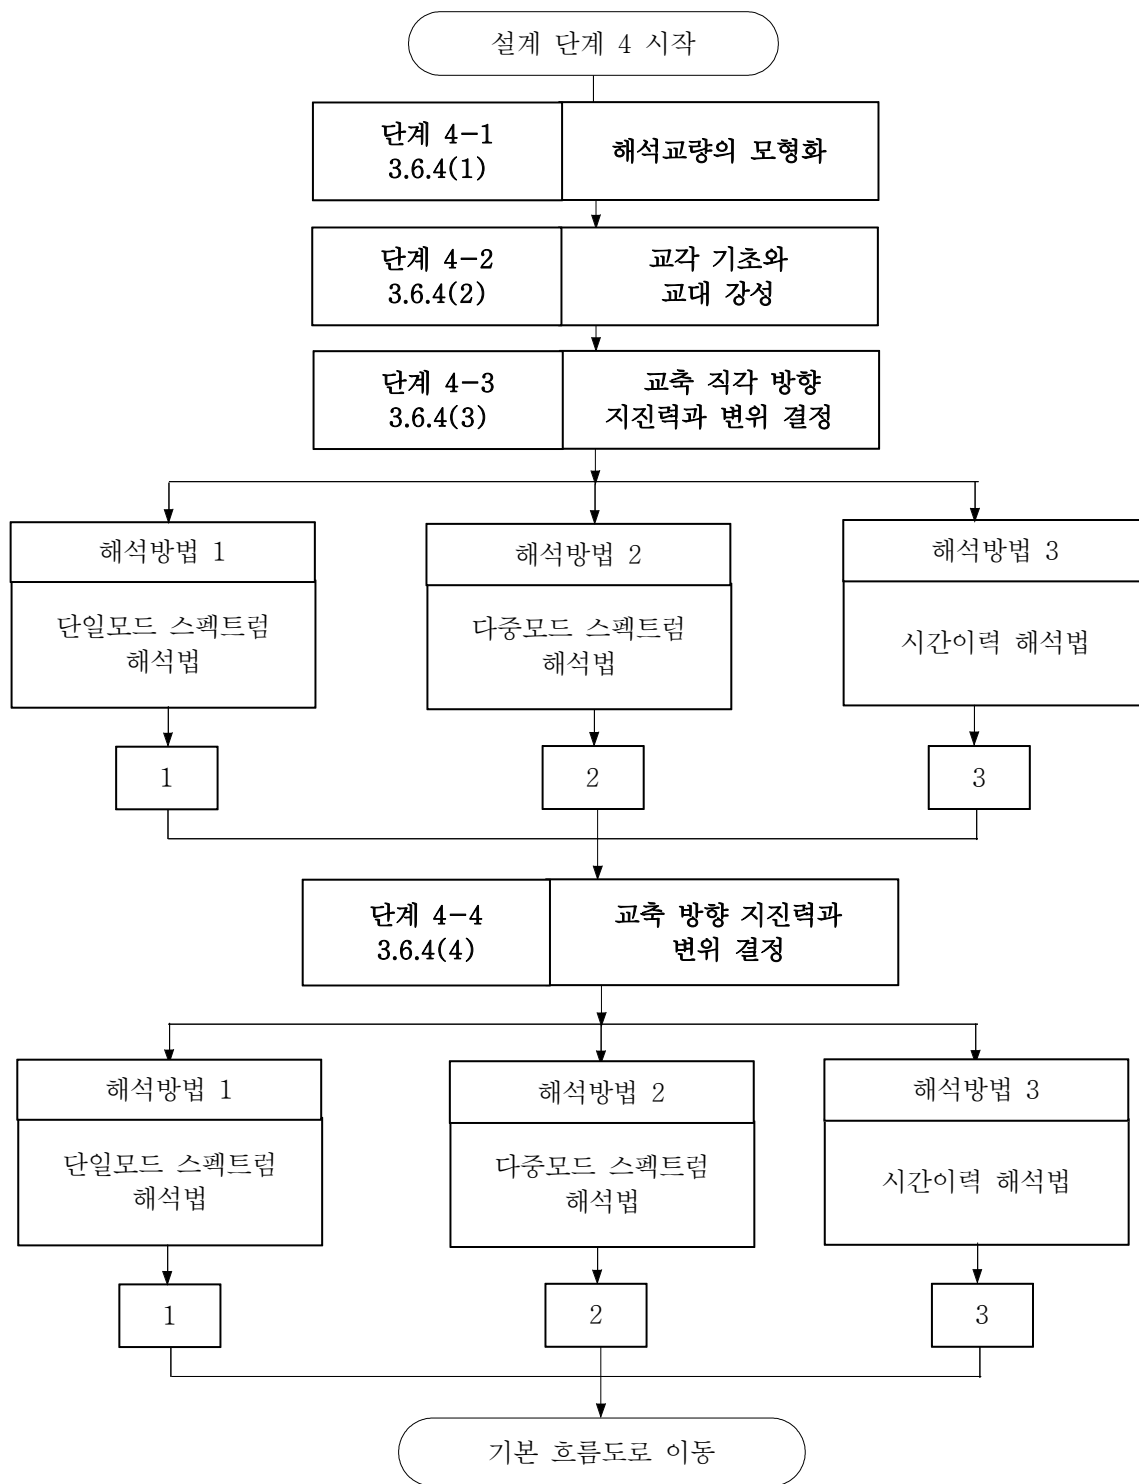 설계 단계 4 시작
단계 4-1
3.6.4(1)
해석교량의 모형화
단계 4-2
3.6.4(2)
교각 기초와
교대 강성
단계 4-3
3.6.4(3)
교축 직각 방향
지진력과 변위 결정
해석방법 1
단일모드 스펙트럼
해석법
해석방법 2
다중모드 스펙트럼
해석법
해석방법 3
시간이력 해석법
1
2
3
단계 4-4
3.6.4(4)
교축 방향 지진력과
변위 결정
해석방법 1
단일모드 스펙트럼
해석법
해석방법 2
다중모드 스펙트럼
해석법
해석방법 3
시간이력 해석법
1
2
3
기본 흐름도로 이동